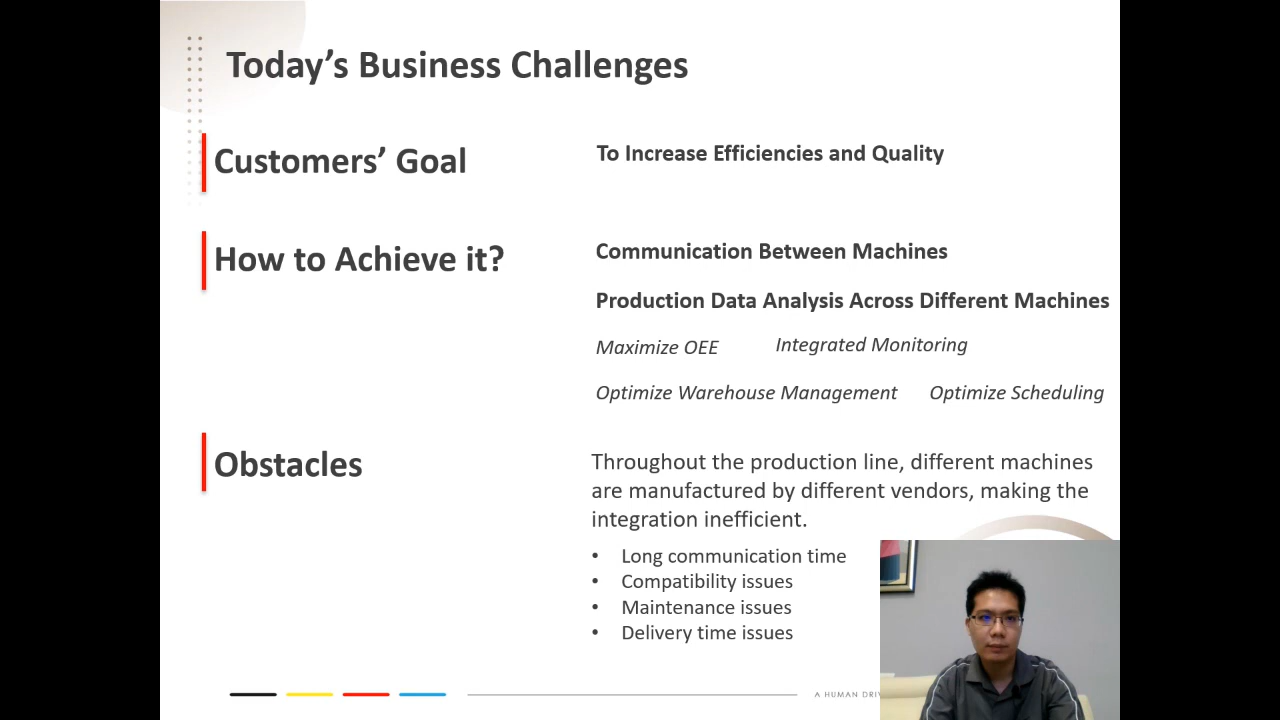 Today's Business Challenges
Customers' Goal
To Increase Efficiencies and Quality
How to Achieve it?
Communication Between Machines
Production Data Analysis Across Different Machines
Maximize OEE
Integrated Monitoring
Optimize Warehouse Management
Optimize Scheduling
Obstacles
Throughout the production line, different machines
are manufactured by different vendors, making the
integration inefficient.
• Long communication time
• Compatibility issues
• Maintenance issues
• Delivery time issues
A HUMAN